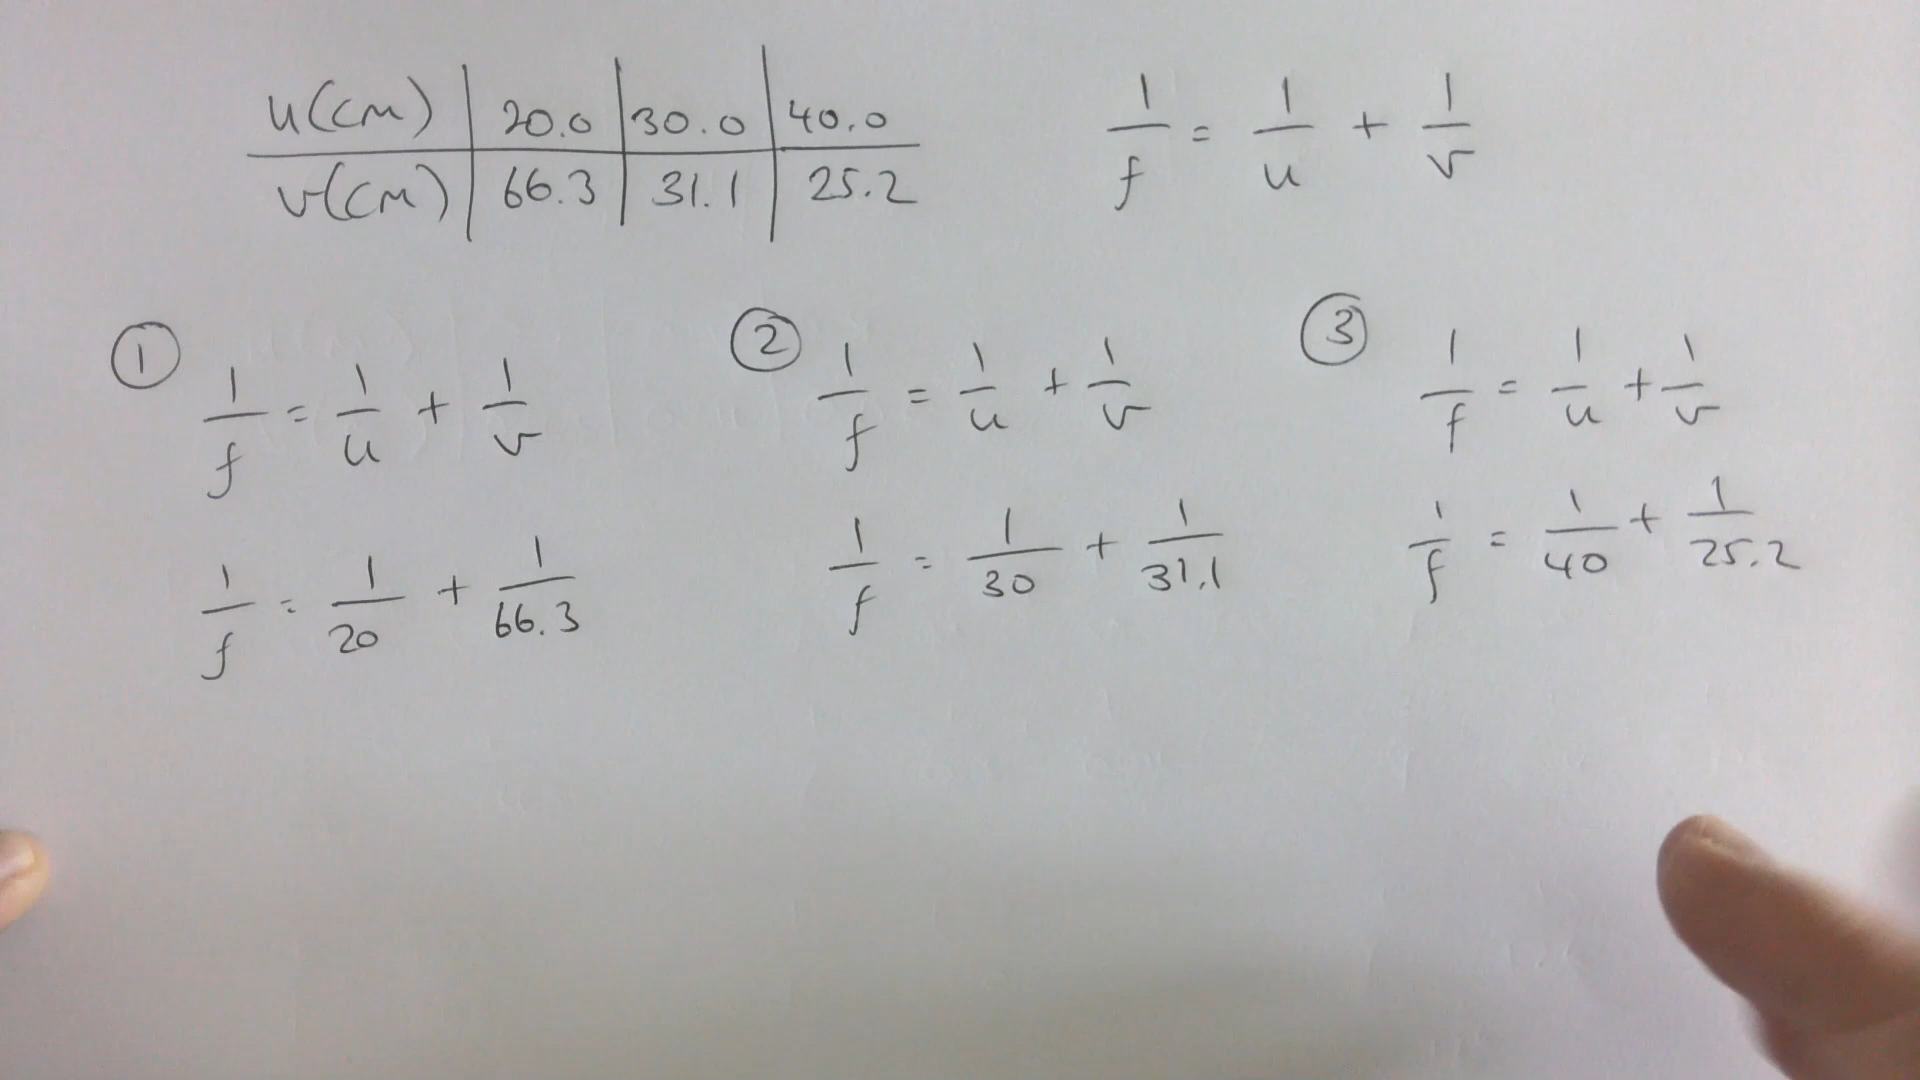 u(cm) | 20.0 | 30.0 | 40.0
v(cm) | 66.3 | 31.1 | 25.2
1/f = 1/u + 1/v
① 1/f = 1/u + 1/v
1/f = 1/20 + 1/66.3
② 1/f = 1/u + 1/v
1/f = 1/30 + 1/31.1
③ 1/f = 1/u + 1/v
1/f = 1/40 + 1/25.2